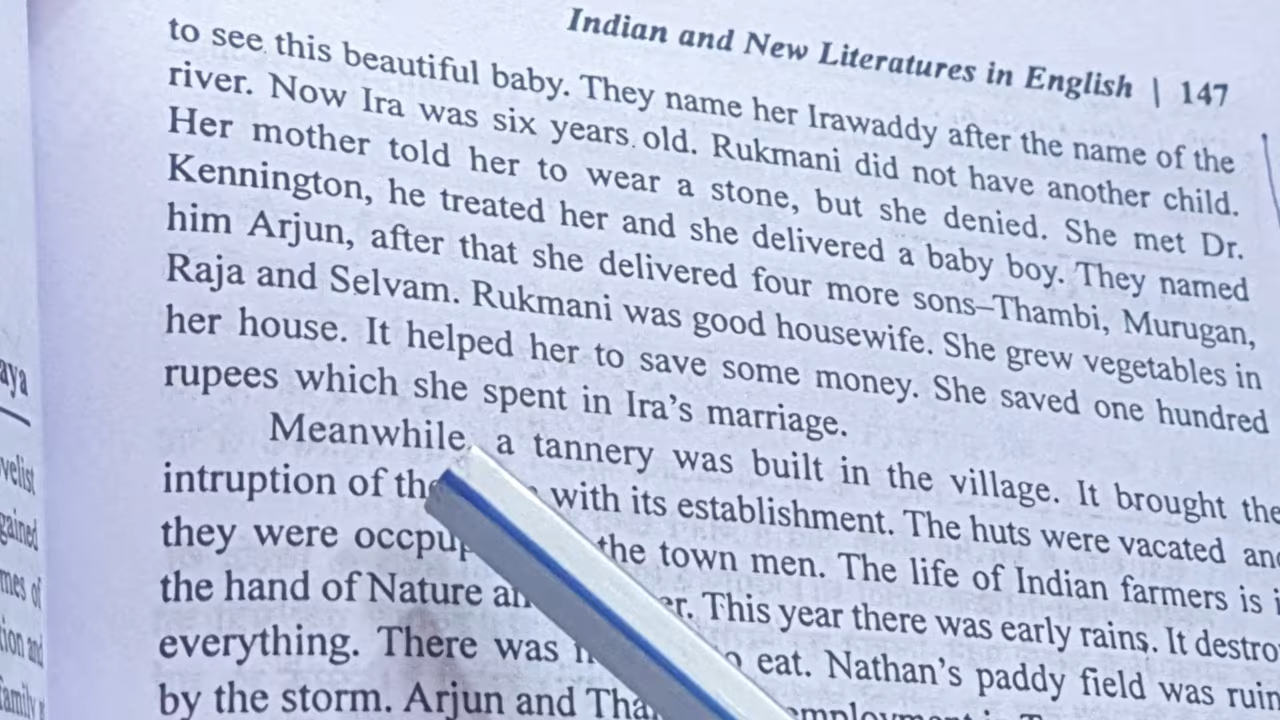 Indian and New Literatures in English | 147
to see this beautiful baby. They name her Irawaddy after the name of the
river. Now Ira was six years old. Rukmani did not have another child.
Her mother told her to wear a stone, but she denied. She met Dr.
Kennington, he treated her and she delivered a baby boy. They named
him Arjun, after that she delivered four more sons–Thambi, Murugan,
Raja and Selvam. Rukmani was good housewife. She grew vegetables in
her house. It helped her to save some money. She saved one hundred
rupees which she spent in Ira's marriage.
Meanwhile, a tannery was built in the village. It brought the
intruption of the with its establishment. The huts were vacated
they were the town men. The life of Indian farmers is
the hand of Nature This year there was early rains. It
everything. There was eat. Nathan's paddy field was
by the storm. Arjun and
aya
velist
gained
mes of
tion and
family